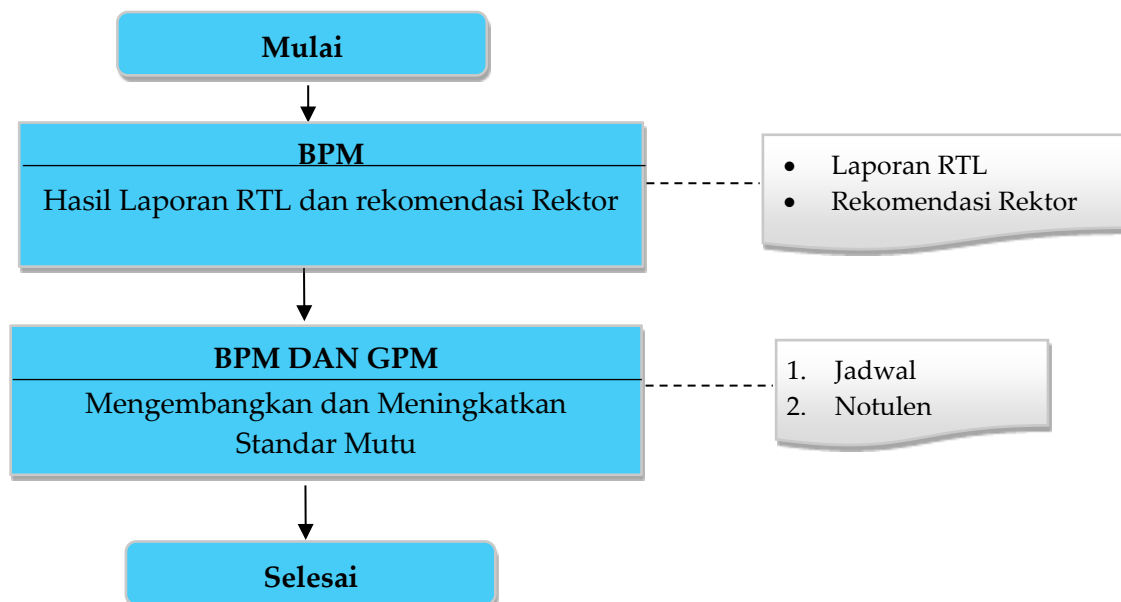 Mulai
BPM
Hasil Laporan RTL dan rekomendasi Rektor
• Laporan RTL
• Rekomendasi Rektor
BPM DAN GPM
Mengembangkan dan Meningkatkan
Standar Mutu
1. Jadwal
2. Notulen
Selesai